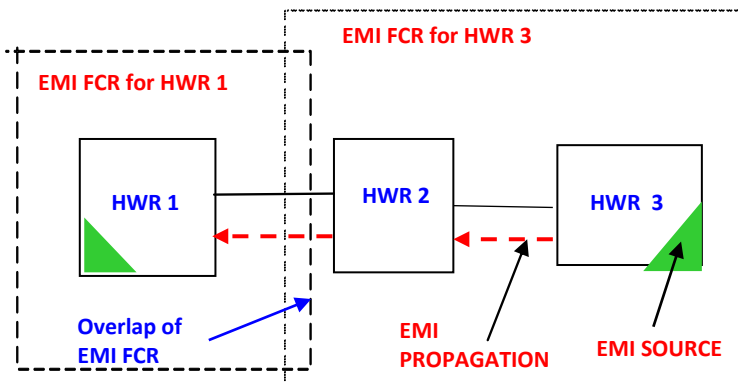 EMI FCR for HWR 3
EMI FCR for HWR 1
HWR 1
HWR 2
HWR 3
Overlap of
EMI FCR
EMI
PROPAGATION
EMI SOURCE